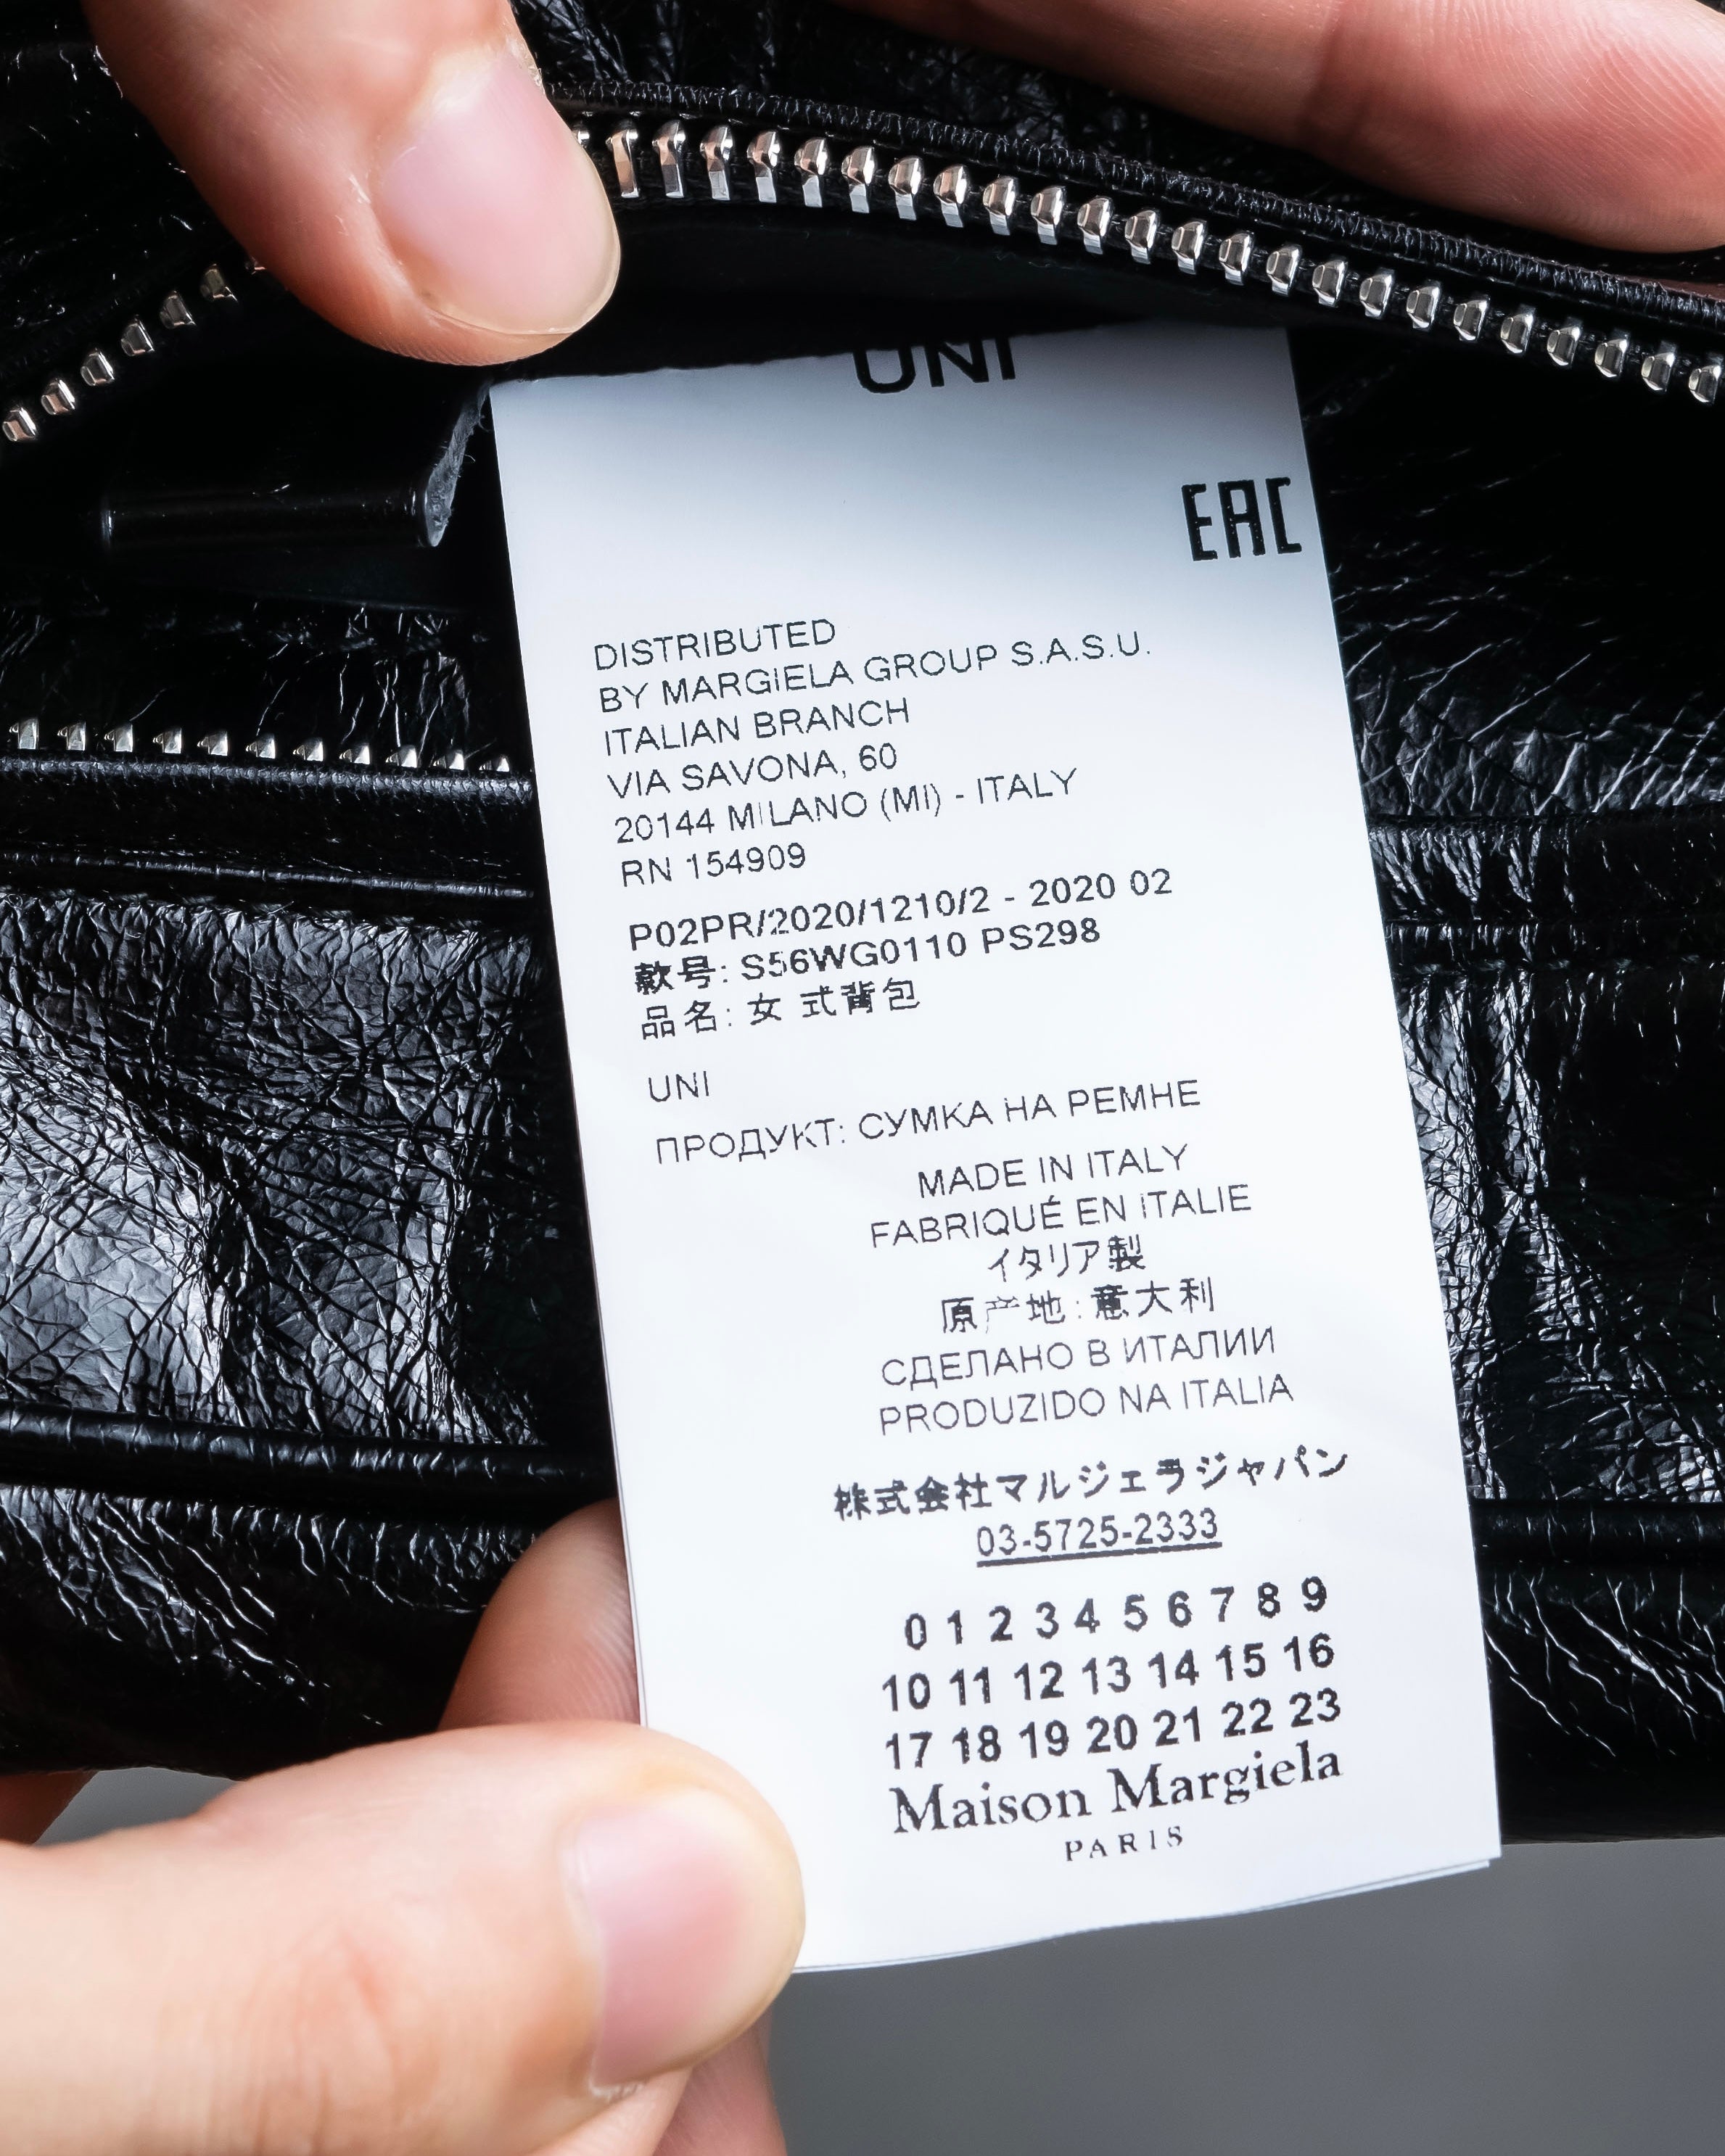 UNI
EAC
DISTRIBUTED
BY MARGIELA GROUP S.A.S.U.
ITALIAN BRANCH
VIA SAVONA, 60
20144 MILANO (MI) - ITALY
RN 154909
P02PR/2020/1210/2 - 2020 02
款号: S56WG0110 PS298
品名: 女 式背包
UNI
ПРОДУКТ: СУМКА НА РЕМНЕ
MADE IN ITALY
FABRIQUÉ EN ITALIE
イタリア製
原产地: 意大利
СДЕЛАНО В ИТАЛИИ
PRODUZIDO NA ITALIA
株式会社マルジェラジャパン
03-5725-2333
0 1 2 3 4 5 6 7 8 9
10 11 12 13 14 15 16
17 18 19 20 21 22 23
Maison Margiela
PARIS